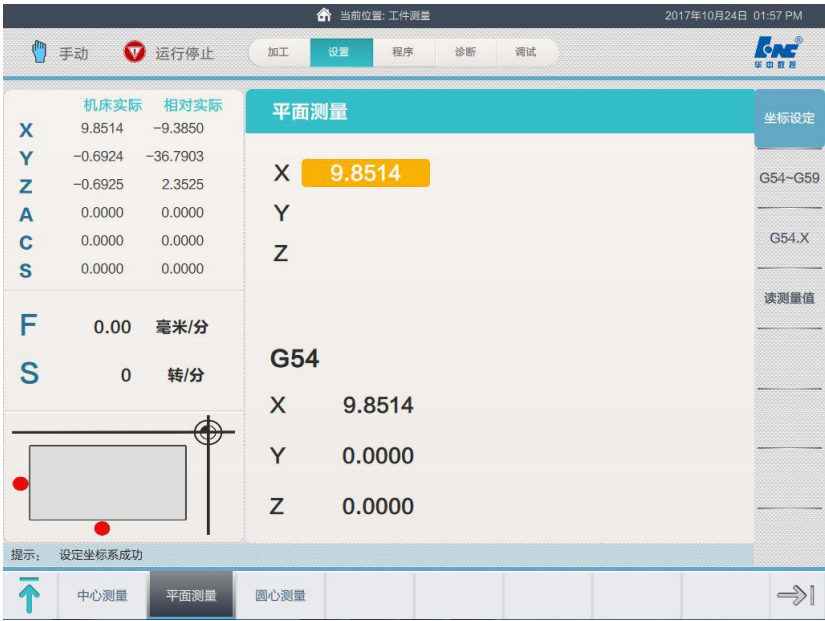 当前位置: 工件测量 2017年10月24日 01:57 PM
手动 运行停止 加工 设置 程序 诊断 调试
HNC®
华中数控
机床实际 相对实际
X 9.8514 -9.3850
Y -0.6924 -36.7903
Z -0.6925 2.3525
A 0.0000 0.0000
C 0.0000 0.0000
S 0.0000 0.0000
F 0.00 毫米/分
S 0 转/分
平面测量
X 9.8514
Y
Z
G54
X 9.8514
Y 0.0000
Z 0.0000
坐标设定
G54~G59
G54.X
读测量值
提示: 设定坐标系成功
中心测量 平面测量 圆心测量